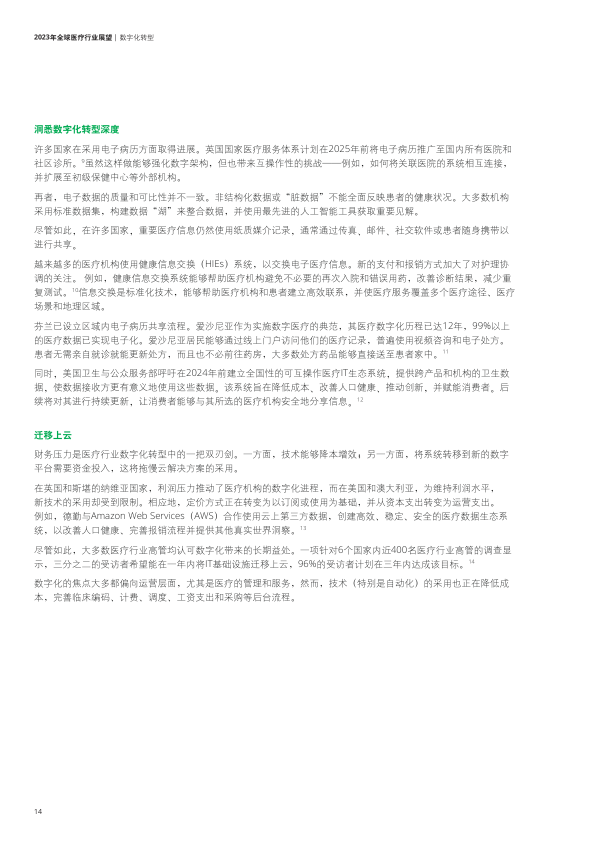 2023年全球医疗行业展望 | 数字化转型
洞悉数字化转型深度
许多国家在采用电子病历方面取得进展。英国国家医疗服务体系计划在2025年前将电子病历推广至国内所有医院和
社区诊所。9虽然这样做能够强化数字架构，但也带来互操作性的挑战——例如，如何将关联医院的系统相互连接，
并扩展至初级保健中心等外部机构。
再者，电子数据的质量和可比性并不一致。非结构化数据或“脏数据”不能全面反映患者的健康状况。大多数机构
采用标准数据集，构建数据“湖”来整合数据，并使用最先进的人工智能工具获取重要见解。
尽管如此，在许多国家，重要医疗信息仍然使用纸质媒介记录，通常通过传真、邮件、社交软件或患者随身携带以
进行共享。
越来越多的医疗机构使用健康信息交换（HIEs）系统，以交换电子医疗信息。新的支付和报销方式加大了对护理协
调的关注。 例如，健康信息交换系统能够帮助医疗机构避免不必要的再次入院和错误用药，改善诊断结果，减少重
复测试。10信息交换是标准化技术，能够帮助医疗机构和患者建立高效联系，并使医疗服务覆盖多个医疗途径、医疗
场景和地理区域。
芬兰已设立区域内电子病历共享流程。爱沙尼亚作为实施数字医疗的典范，其医疗数字化历程已达12年，99%以上
的医疗数据已实现电子化。爱沙尼亚居民能够通过线上门户访问他们的医疗记录，普遍使用视频咨询和电子处方。
患者无需亲自就诊就能更新处方，而且也不必前往药房，大多数处方药品能够直接送至患者家中。11
同时，美国卫生与公众服务部呼吁在2024年前建立全国性的可互操作医疗IT生态系统，提供跨产品和机构的卫生数
据，使数据接收方更有意义地使用这些数据。该系统旨在降低成本、改善人口健康、推动创新，并赋能消费者。后
续将对其进行持续更新，让消费者能够与其所选的医疗机构安全地分享信息。12
迁移上云
财务压力是医疗行业数字化转型中的一把双刃剑。一方面，技术能够降本增效；另一方面，将系统转移到新的数字
平台需要资金投入，这将拖慢云解决方案的采用。
在英国和斯堪的纳维亚国家，利润压力推动了医疗机构的数字化进程，而在美国和澳大利亚，为维持利润水平，
新技术的采用却受到限制。相应地，定价方式正在转变为以订阅或使用为基础，并从资本支出转变为运营支出。
例如，德勤与Amazon Web Services（AWS）合作使用云上第三方数据，创建高效、稳定、安全的医疗数据生态系
统，以改善人口健康、完善报销流程并提供其他真实世界洞察。13
尽管如此，大多数医疗行业高管均认可数字化带来的长期益处。一项针对6个国家内近400名医疗行业高管的调查显
示，三分之二的受访者希望能在一年内将IT基础设施迁移上云，96%的受访者计划在三年内达成该目标。14
数字化的焦点大多都偏向运营层面，尤其是医疗的管理和服务，然而，技术（特别是自动化）的采用也正在降低成
本，完善临床编码、计费、调度、工资支出和采购等后台流程。
14